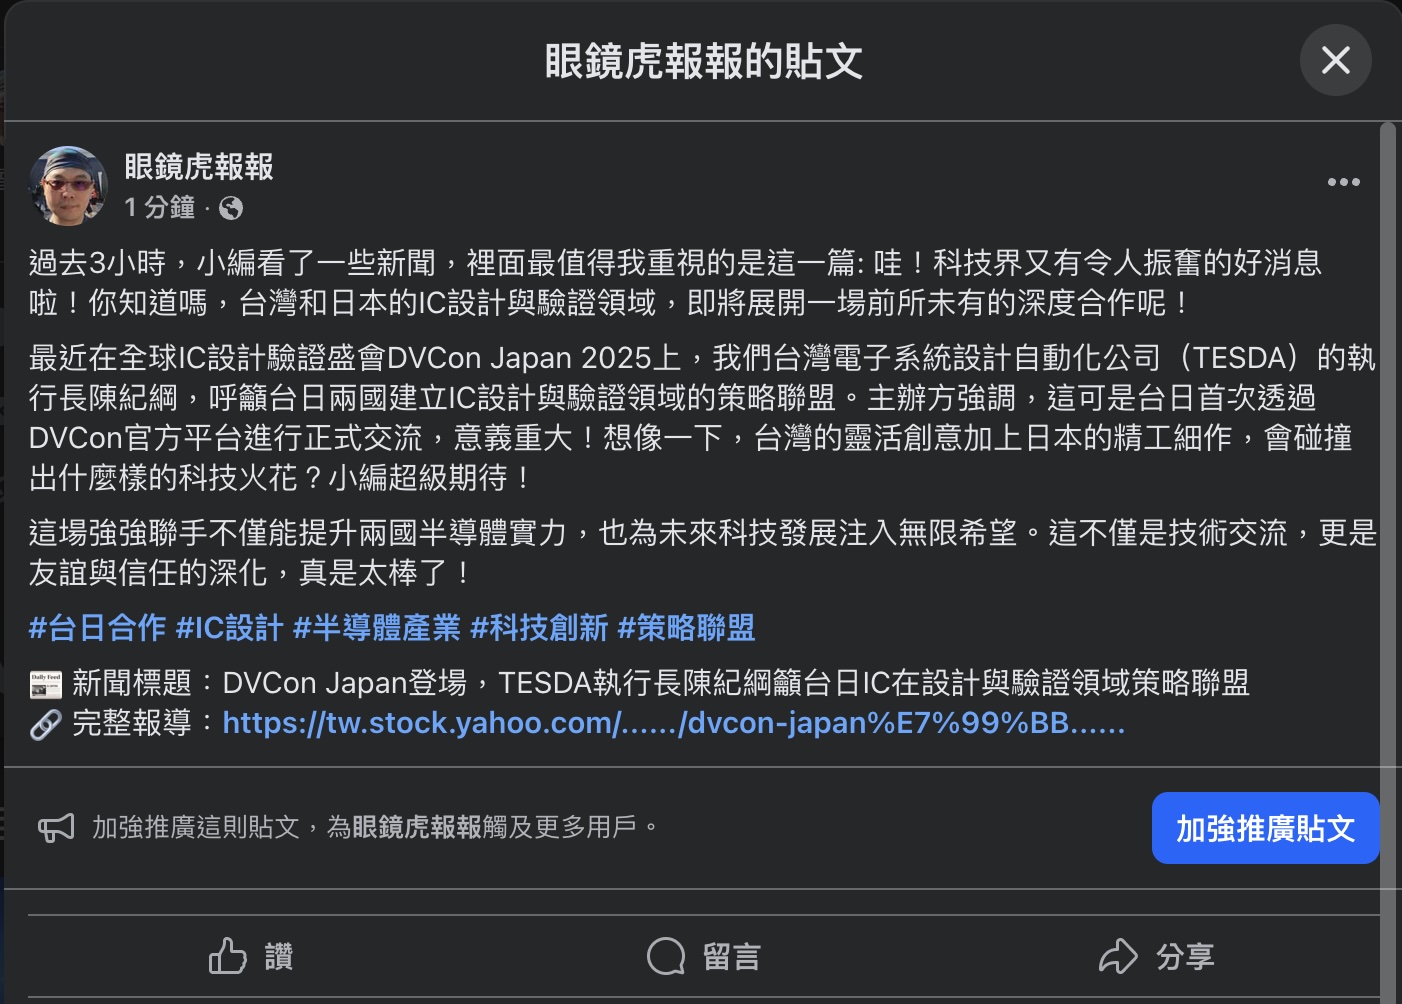 眼鏡虎報報的貼文
眼鏡虎報報
1 分鐘 ·
過去3小時，小編看了一些新聞，裡面最值得我重視的是這一篇: 哇！科技界又有令人振奮的好消息
啦！你知道嗎，台灣和日本的IC設計與驗證領域，即將展開一場前所未有的深度合作呢！
最近在全球IC設計驗證盛會DVCon Japan 2025上，我們台灣電子系統設計自動化公司（TESDA）的執
行長陳紀綱，呼籲台日兩國建立IC設計與驗證領域的策略聯盟。主辦方強調，這可是台日首次透過
DVCon官方平台進行正式交流，意義重大！想像一下，台灣的靈活創意加上日本的精工細作，會碰撞
出什麼樣的科技火花？小編超級期待！
這場強強聯手不僅能提升兩國半導體實力，也為未來科技發展注入無限希望。這不僅是技術交流，更是
友誼與信任的深化，真是太棒了！
#台日合作 #IC設計 #半導體產業 #科技創新 #策略聯盟
📰 新聞標題：DVCon Japan登場，TESDA執行長陳紀綱籲台日IC在設計與驗證領域策略聯盟
🔗 完整報導：https://tw.stock.yahoo.com/....../dvcon-japan%E7%99%BB......
加強推廣這則貼文，為眼鏡虎報報觸及更多用戶。
加強推廣貼文
讚
留言
分享